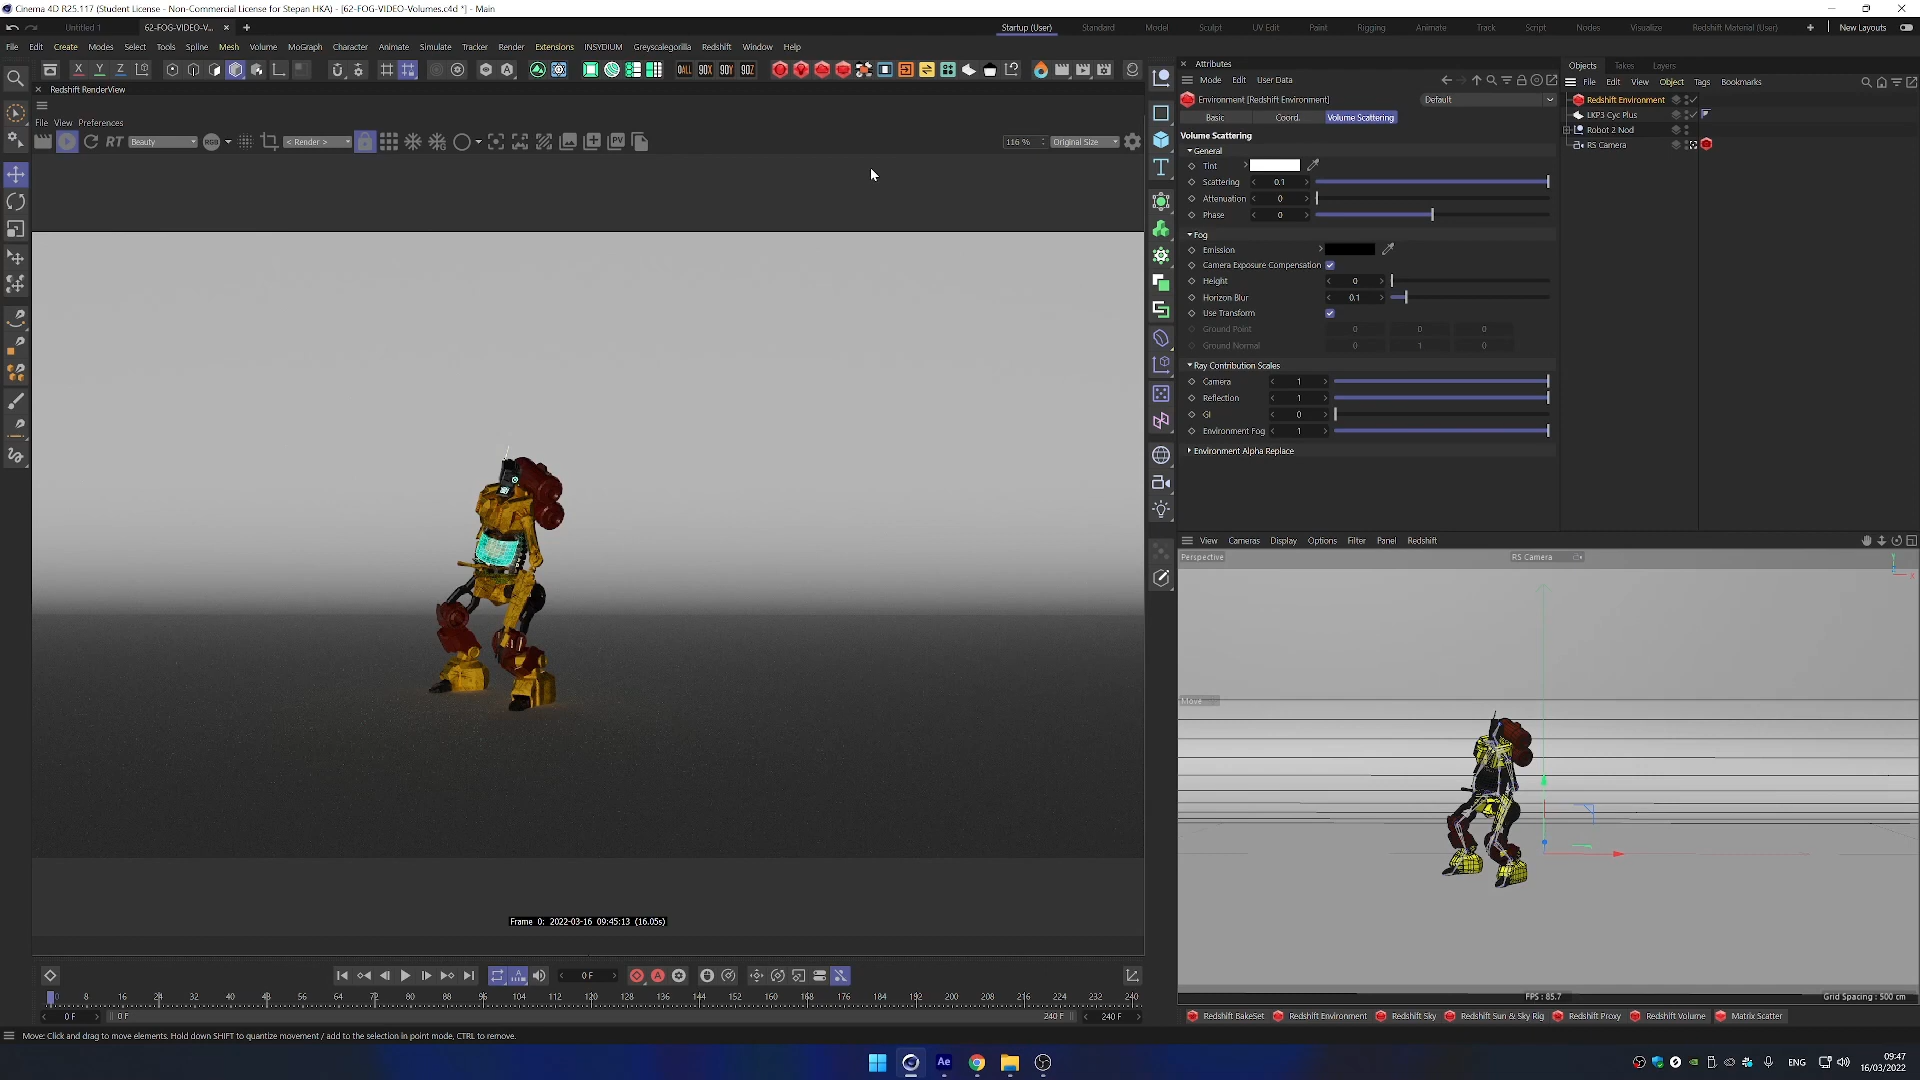 Cinema 4D R25.117 (Student License - Non-Commercial License for Stepan HKA) - [62-FOG-VIDEO-Volumes.c4d *] - Main
Untitled 1
62-FOG-VIDEO-V...
Startup (User)
Standard
Model
Sculpt
UV Edit
Paint
Rigging
Animate
Track
Script
Nodes
Visualize
Redshift Material (User)
New Layouts
File Edit Create Modes Select Tools Spline Mesh Volume MoGraph Character Animate Simulate Tracker Render Extensions INSYDIUM Greyscalegorilla Redshift Window Help
X Y Z
0ALL 90X 90Y 90Z
Redshift RenderView
File View Preferences
RT
Beauty
RGB
< Render >
PV
116 %
Original Size
Frame 0: 2022-03-16 09:45:13 (16.05s)
Attributes
Mode Edit User Data
Environment [Redshift Environment]
Default
Basic
Coord.
Volume Scattering
Volume Scattering
General
Tint
Scattering 0.1
Attenuation 0
Phase 0
Fog
Emission
Camera Exposure Compensation
Height 0
Horizon Blur 0.1
Use Transform
Ground Point 0 0 0
Ground Normal 0 1 0
Ray Contribution Scales
Camera 1
Reflection 1
GI 0
Environment Fog 1
Environment Alpha Replace
Objects Takes Layers
File Edit View Object Tags Bookmarks
Redshift Environment
LKP3 Cyc Plus
Robot 2 Nod
RS Camera
View Cameras Display Options Filter Panel Redshift
Perspective
RS Camera
Y
X
Move
FPS : 85.7
Grid Spacing : 500 cm
0 F
0 8 16 24 32 40 48 56 64 72 80 88 96 104 112 120 128 136 144 152 160 168 176 184 192 200 208 216 224 232 240
0 F
0 F
240 F
240 F
Redshift BakeSet
Redshift Environment
Redshift Sky
Redshift Sun & Sky Rig
Redshift Proxy
Redshift Volume
Matrix Scatter
Move: Click and drag to move elements. Hold down SHIFT to quantize movement / add to the selection in point mode, CTRL to remove.
Ae
ENG
09:47
16/03/2022